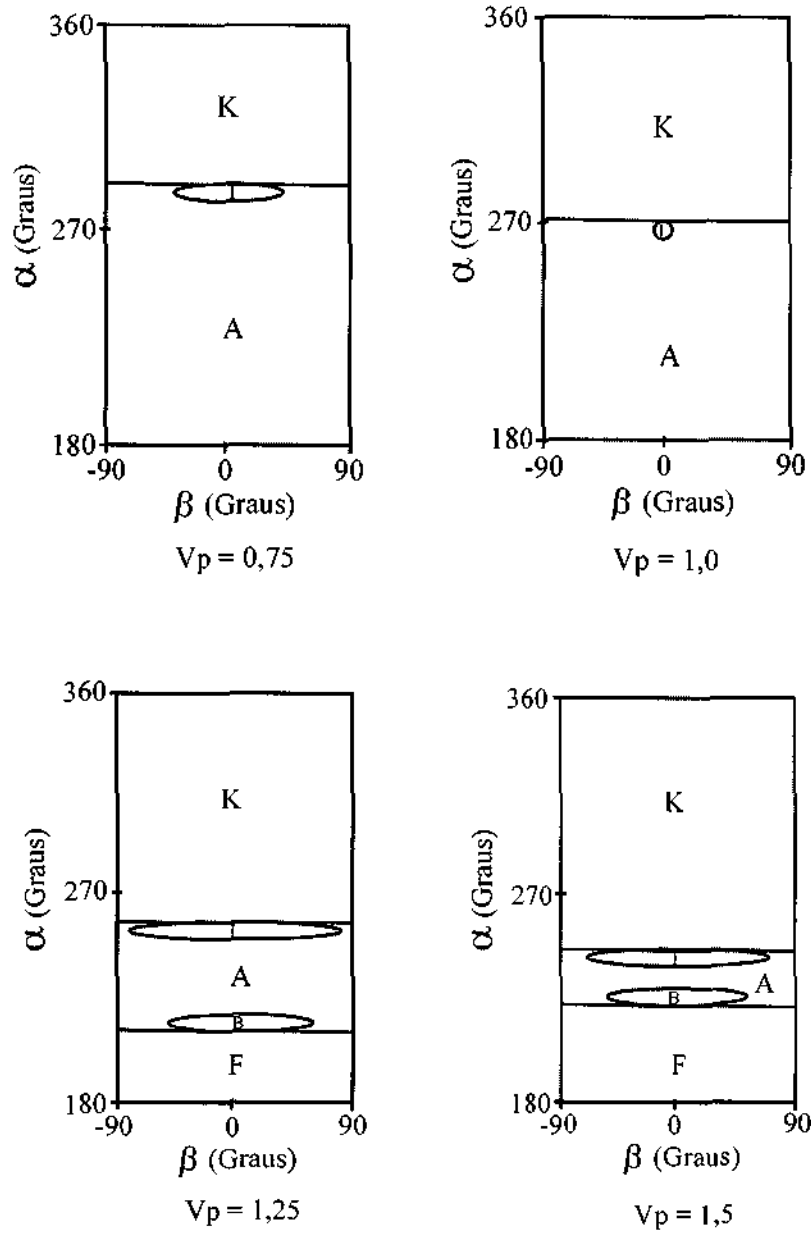 360
K
α (Graus)
270
A
180
-90 0 90
β (Graus)
Vp = 0,75
360
K
α (Graus)
270
I
A
180
-90 0 90
β (Graus)
Vp = 1,0
360
K
α (Graus)
270
I
A
B
F
180
-90 0 90
β (Graus)
Vp = 1,25
360
K
α (Graus)
270
I
A
B
F
180
-90 0 90
β (Graus)
Vp = 1,5